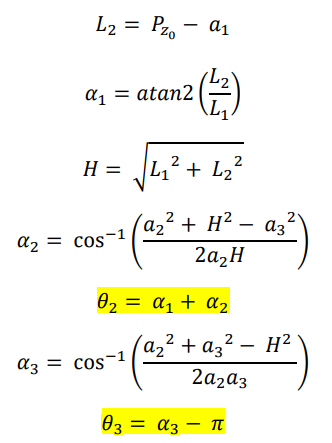 L₂ = P_{z₀} − a₁
α₁ = atan2(L₂/L₁)
H = √(L₁² + L₂²)
α₂ = cos⁻¹((a₂² + H² − a₃²)/(2a₂H))
θ₂ = α₁ + α₂
α₃ = cos⁻¹((a₂² + a₃² − H²)/(2a₂a₃))
θ₃ = α₃ − π